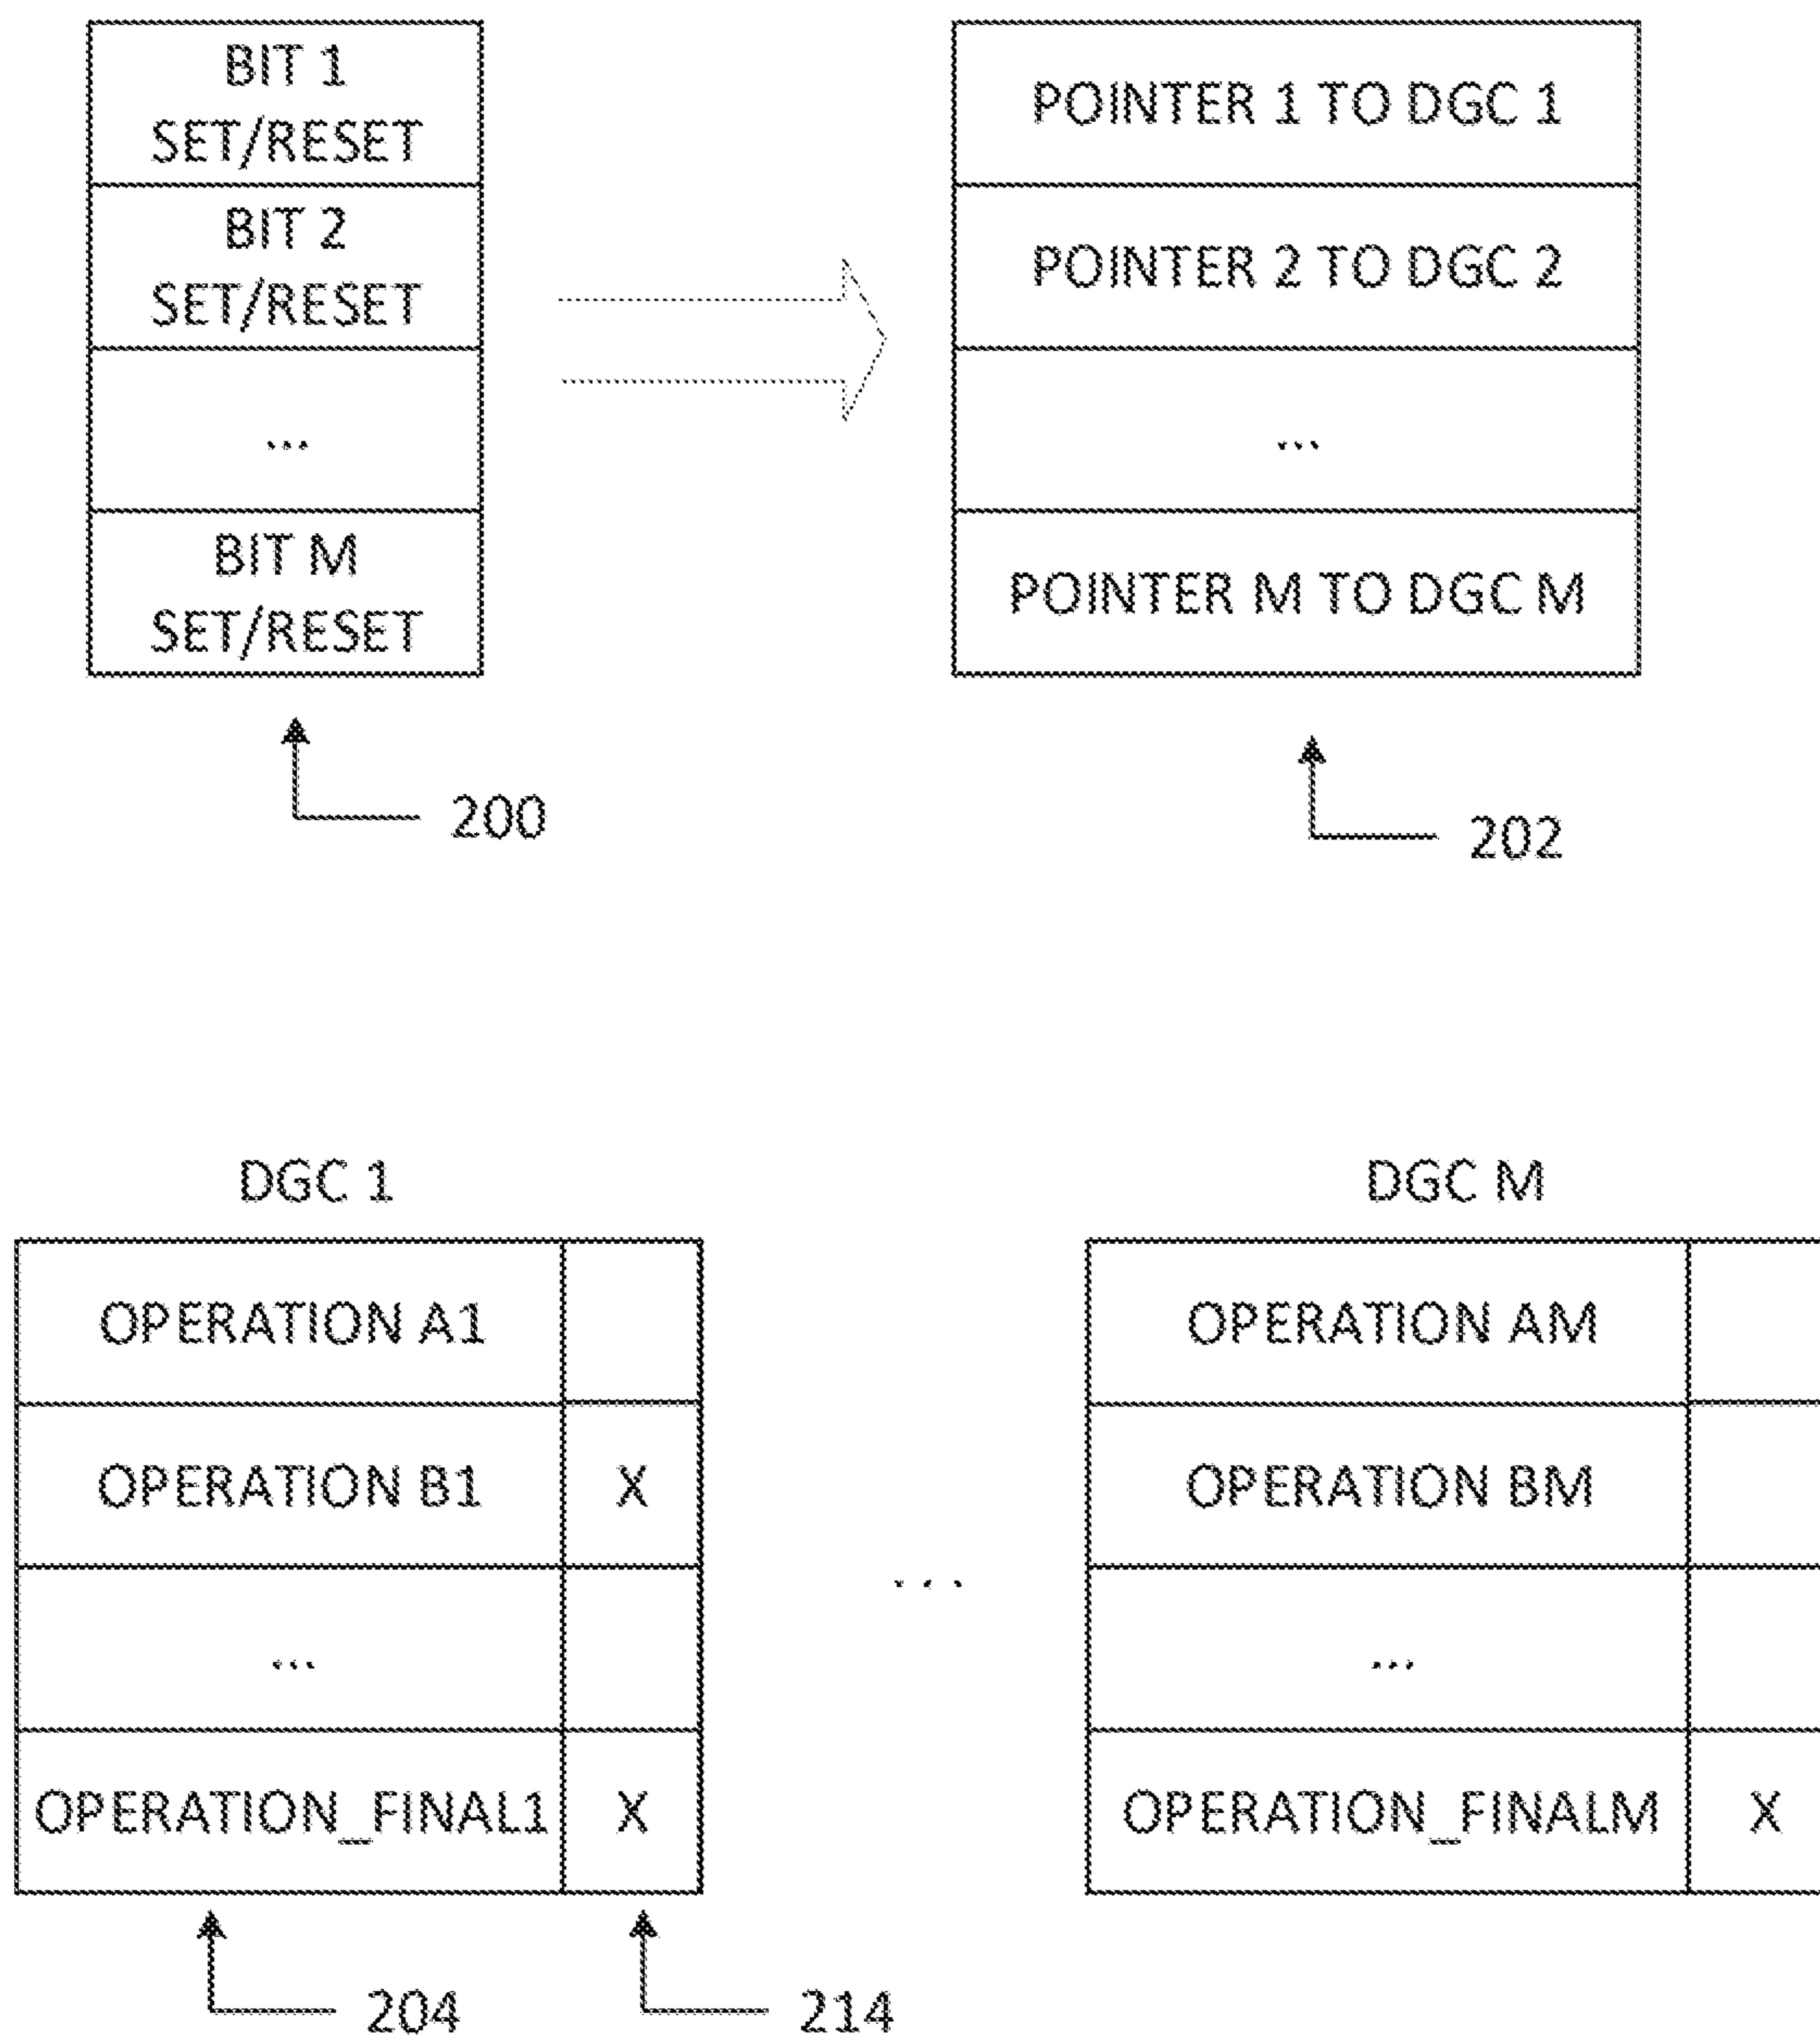 BIT 1
SET/RESET
BIT 2
SET/RESET
...
BIT M
SET/RESET
200
POINTER 1 TO DGC 1
POINTER 2 TO DGC 2
...
POINTER M TO DGC M
202
DGC 1
OPERATION A1
OPERATION B1 X
...
OPERATION_FINAL1 X
204
214
...
DGC M
OPERATION AM
OPERATION BM
...
OPERATION_FINALM X